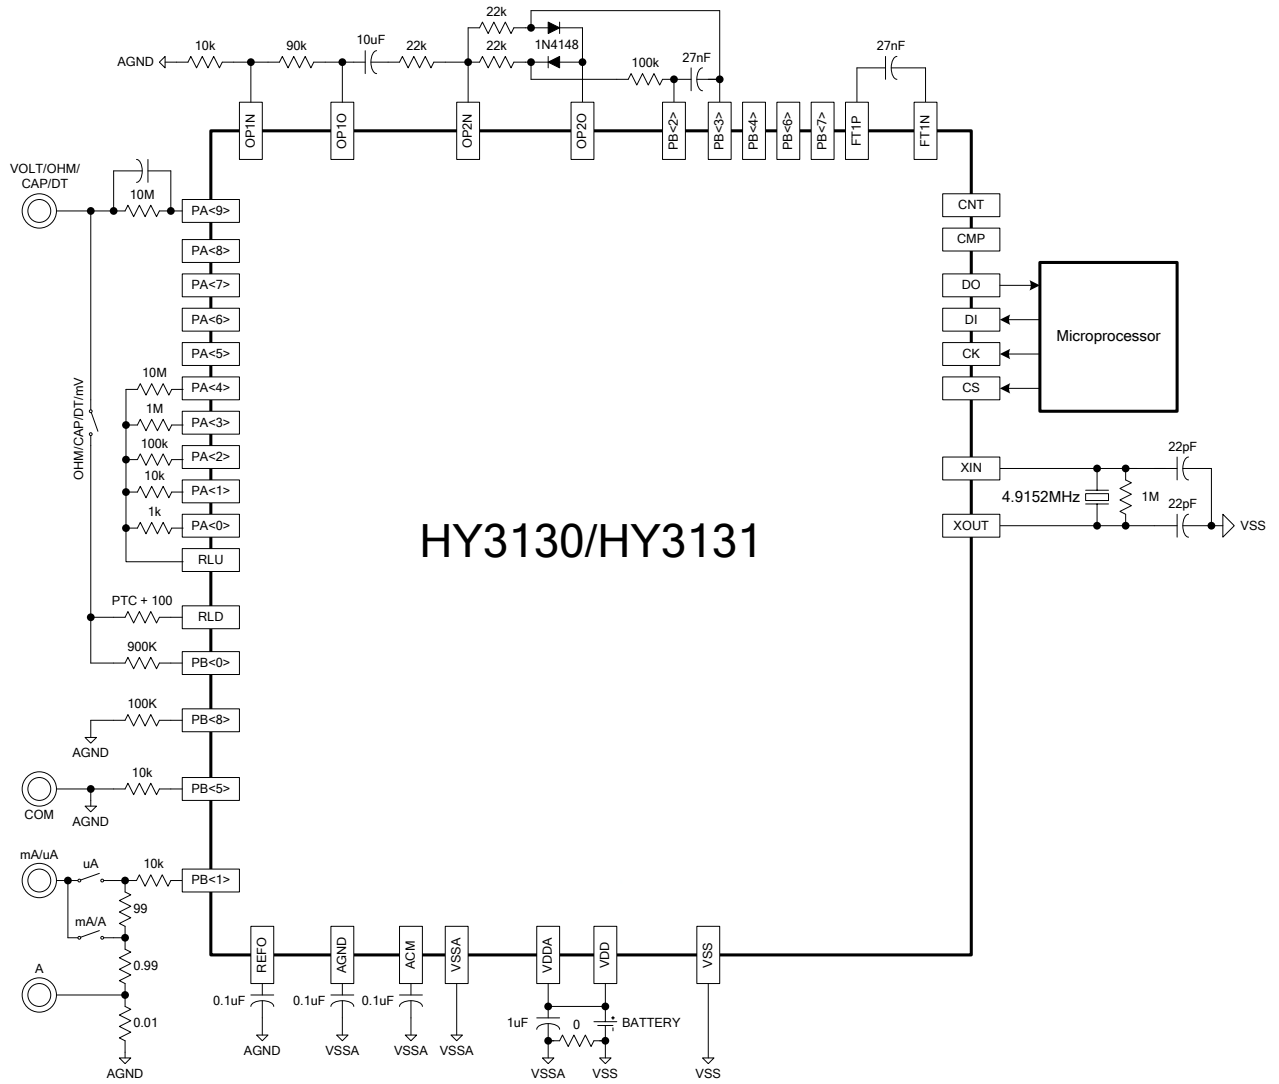 22k
10k
90k
10uF
22k
22k
1N4148
27nF
27nF
AGND
100k
OP1N
OP1O
OP2N
OP2O
PB<2>
PB<3>
PB<4>
PB<6>
PB<7>
FT1P
FT1N
VOLT/OHM/
CAP/DT
10M
PA<9>
PA<8>
PA<7>
PA<6>
PA<5>
10M
PA<4>
1M
PA<3>
100k
PA<2>
10k
PA<1>
1k
PA<0>
RLU
OHM/CAP/DT/mV
PTC + 100
RLD
900K
PB<0>
100K
PB<8>
AGND
10k
PB<5>
COM
AGND
mA/uA
uA
10k
PB<1>
99
mA/A
0.99
A
0.01
AGND
HY3130/HY3131
CNT
CMP
DO
DI
CK
CS
Microprocessor
XIN
22pF
4.9152MHz
1M
22pF
XOUT
VSS
REFO
AGND
ACM
VSSA
VDDA
VDD
VSS
0.1uF
0.1uF
0.1uF
1uF
0
BATTERY
AGND
VSSA
VSSA
VSSA
VSSA
VSS
VSS